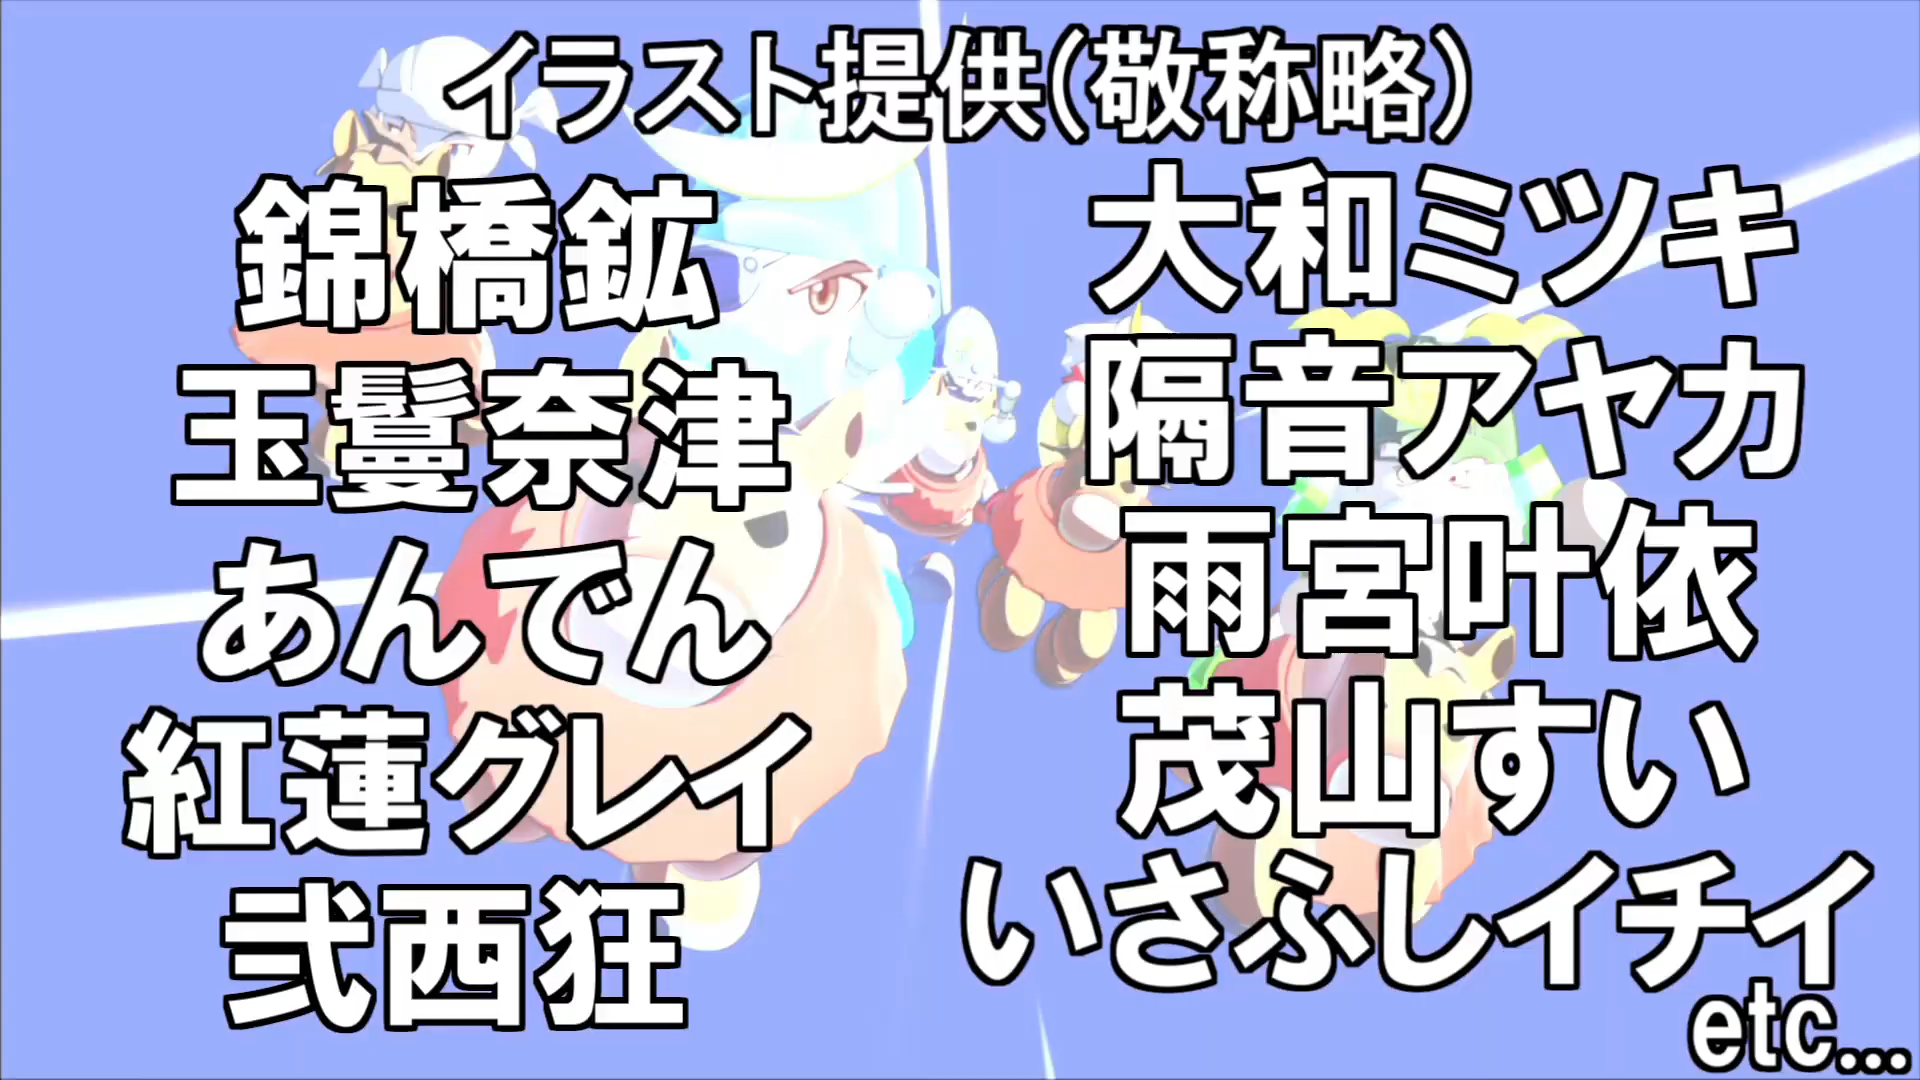 イラスト提供（敬称略）
錦橋鉱
玉鬘奈津
あんでん
紅蓮グレイ
弐西狂
大和ミツキ
隔音アヤカ
雨宮叶依
茂山すい
いさふしイチイ
etc...